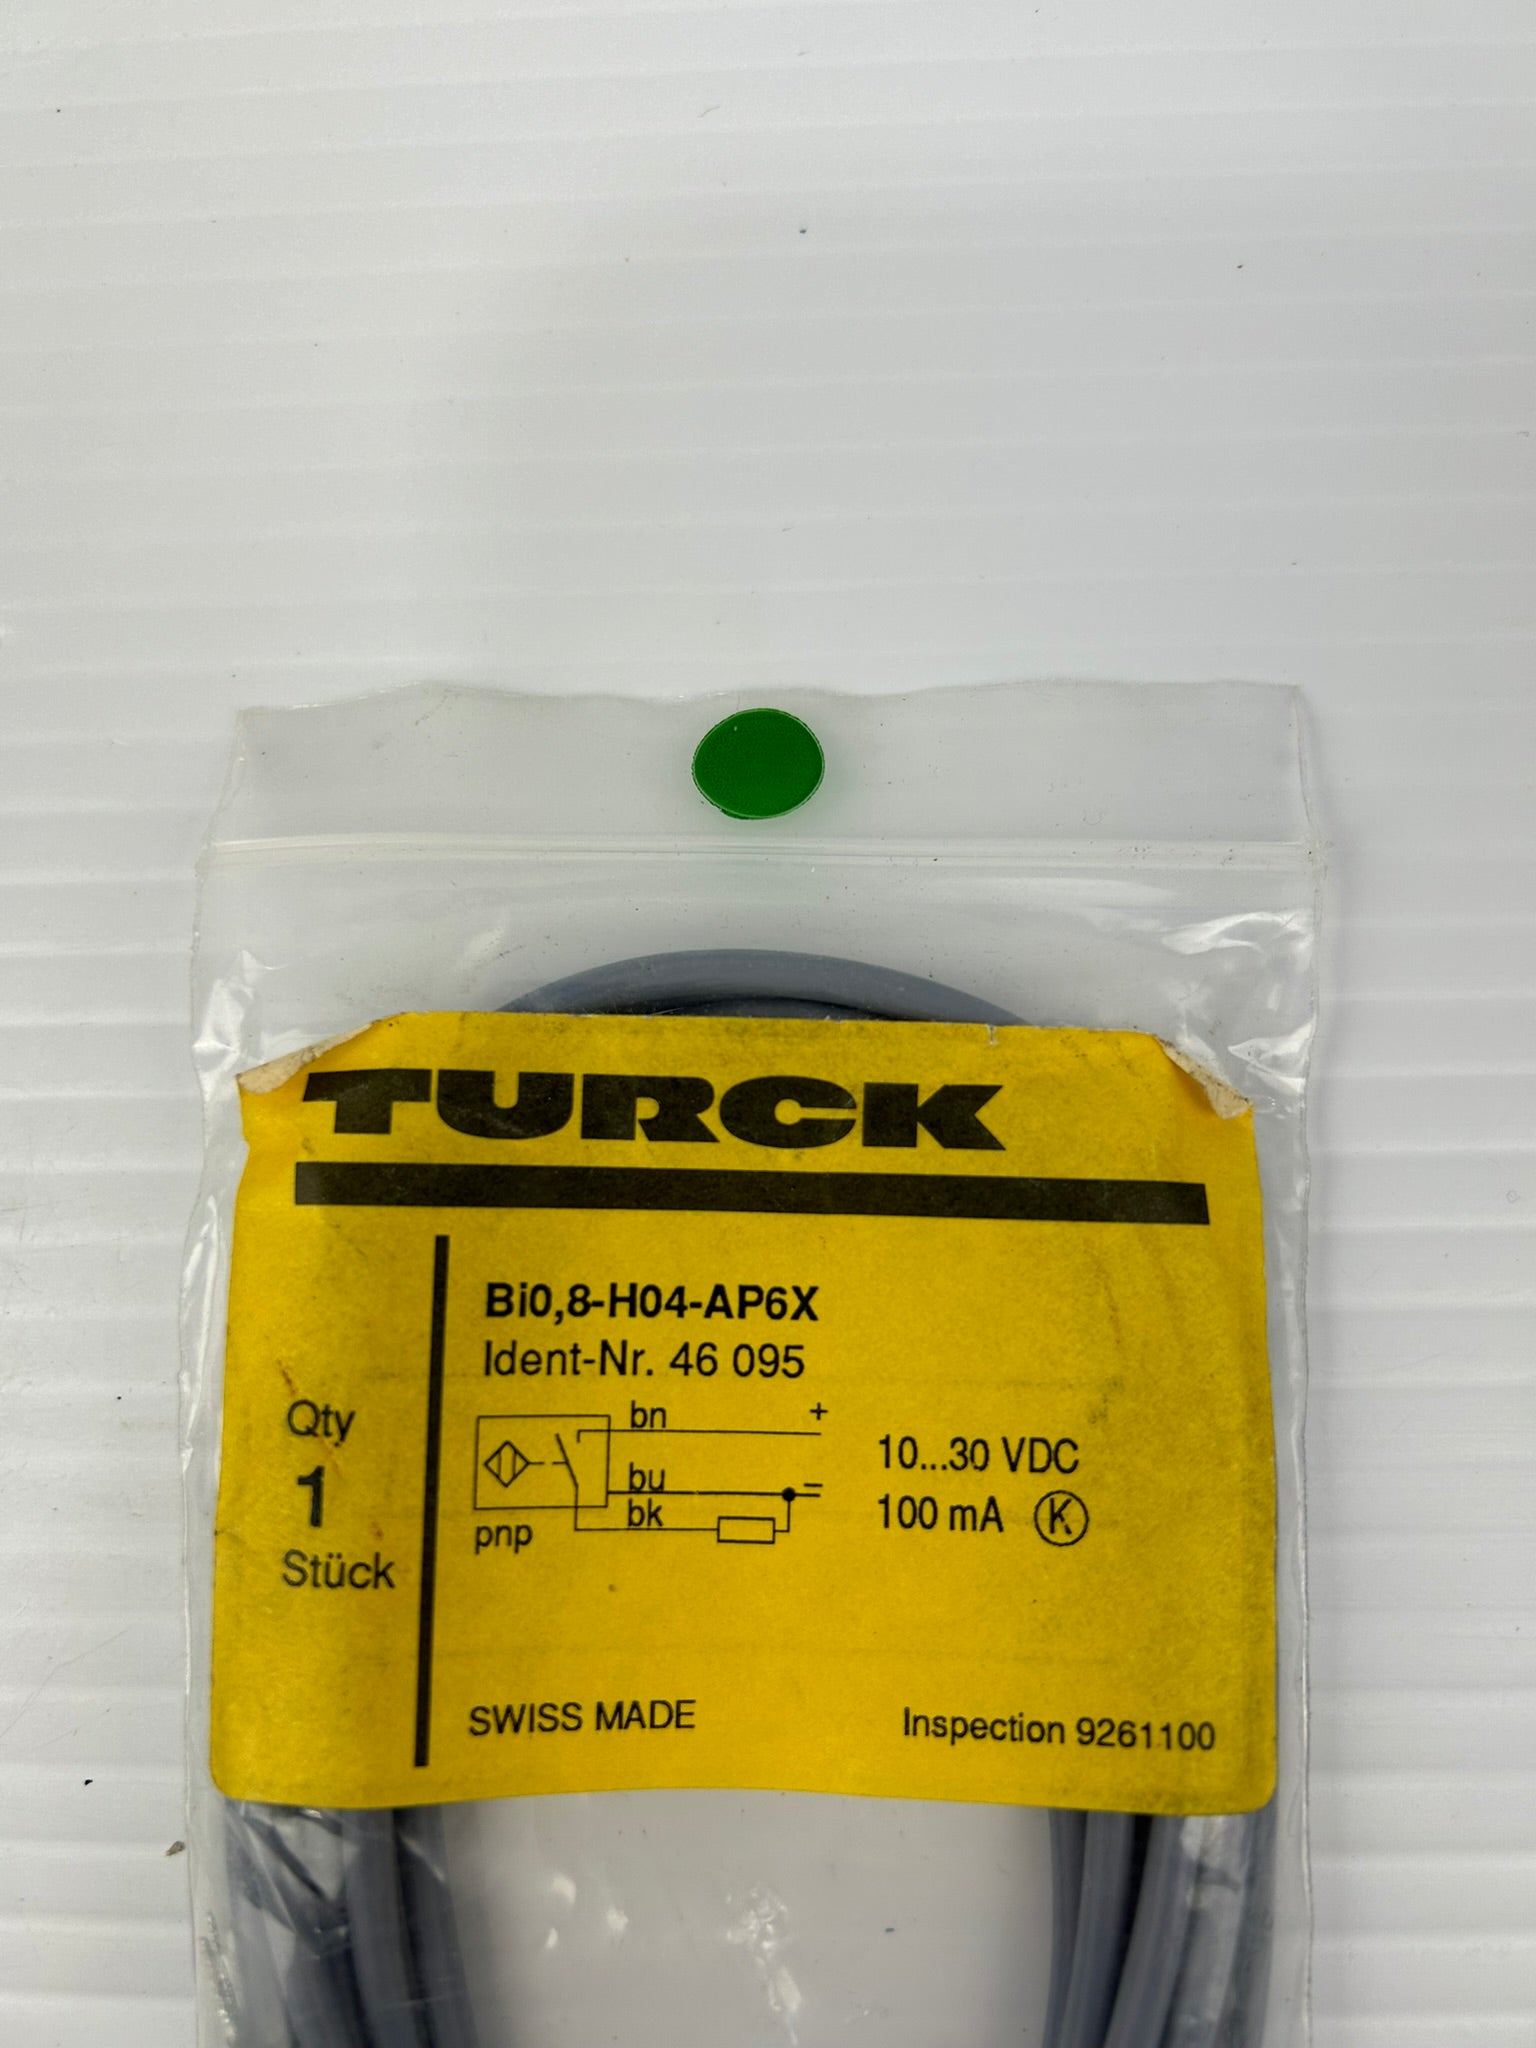 TURCK
Bi0,8-H04-AP6X
Ident-Nr. 46 095
Qty
1
Stück
bn +
bu =
bk
pnp
10...30 VDC
100 mA K
SWISS MADE
Inspection 9261100